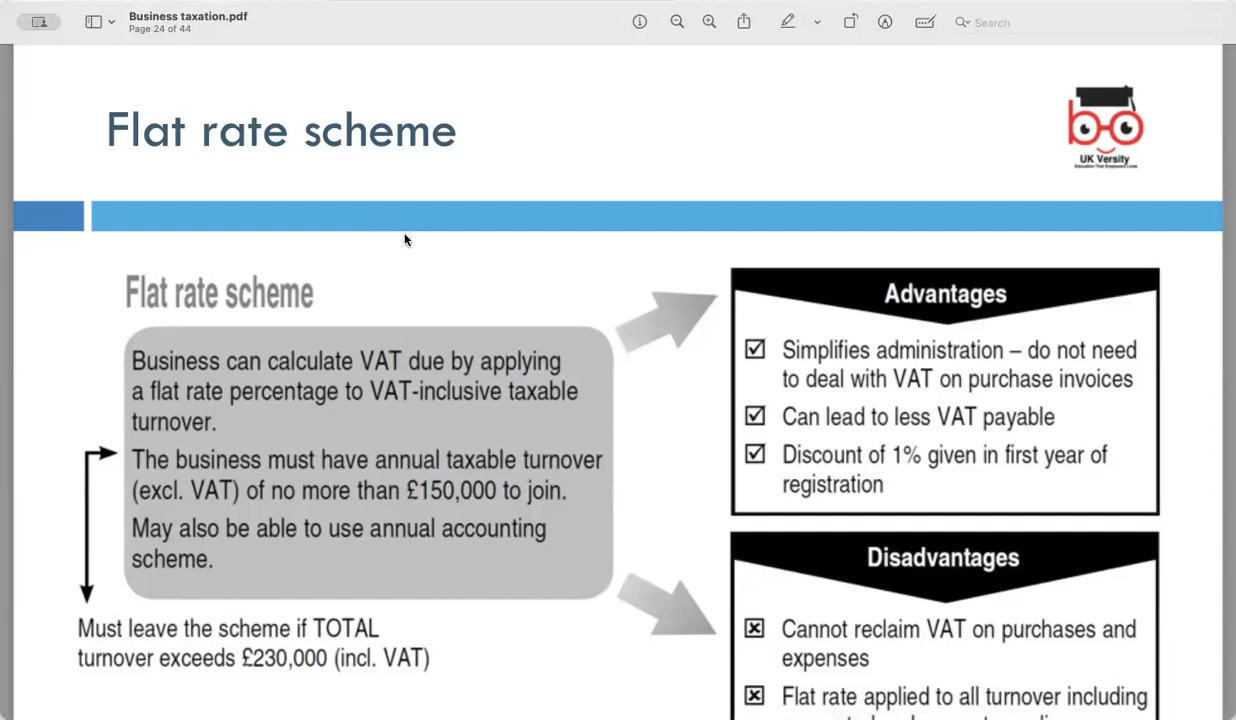 Business taxation.pdf
Page 24 of 44
Search
Flat rate scheme
UK Versity
Flat rate scheme
Business can calculate VAT due by applying
a flat rate percentage to VAT-inclusive taxable
turnover.
The business must have annual taxable turnover
(excl. VAT) of no more than £150,000 to join.
May also be able to use annual accounting
scheme.
Must leave the scheme if TOTAL
turnover exceeds £230,000 (incl. VAT)
Advantages
Simplifies administration – do not need
to deal with VAT on purchase invoices
Can lead to less VAT payable
Discount of 1% given in first year of
registration
Disadvantages
Cannot reclaim VAT on purchases and
expenses
Flat rate applied to all turnover including